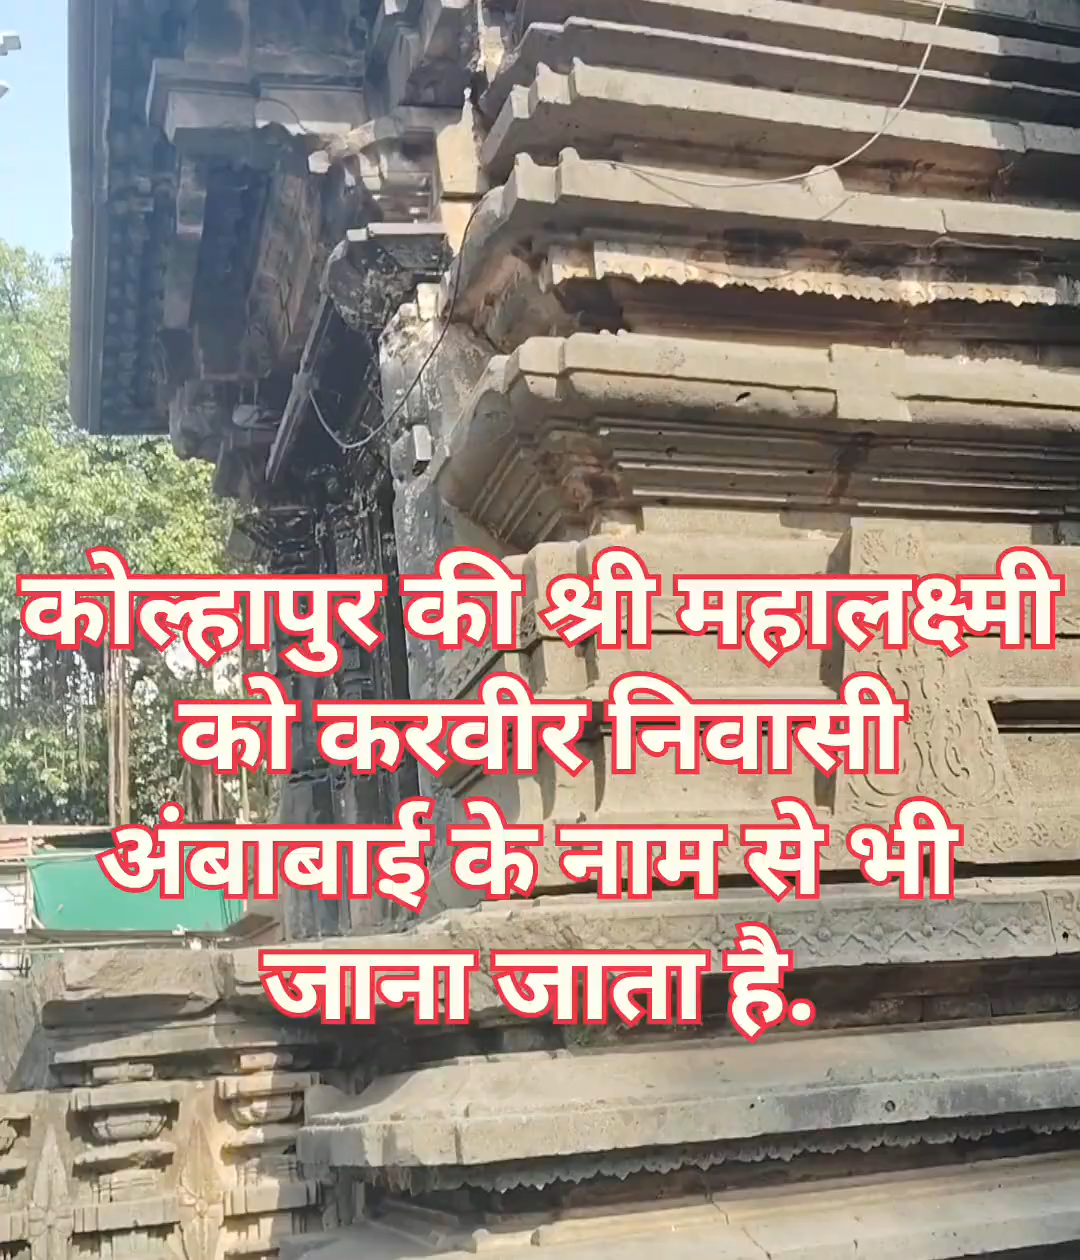 कोल्हापुर की श्री महालक्ष्मी
को करवीर निवासी
अंबाबाई के नाम से भी
जाना जाता है.